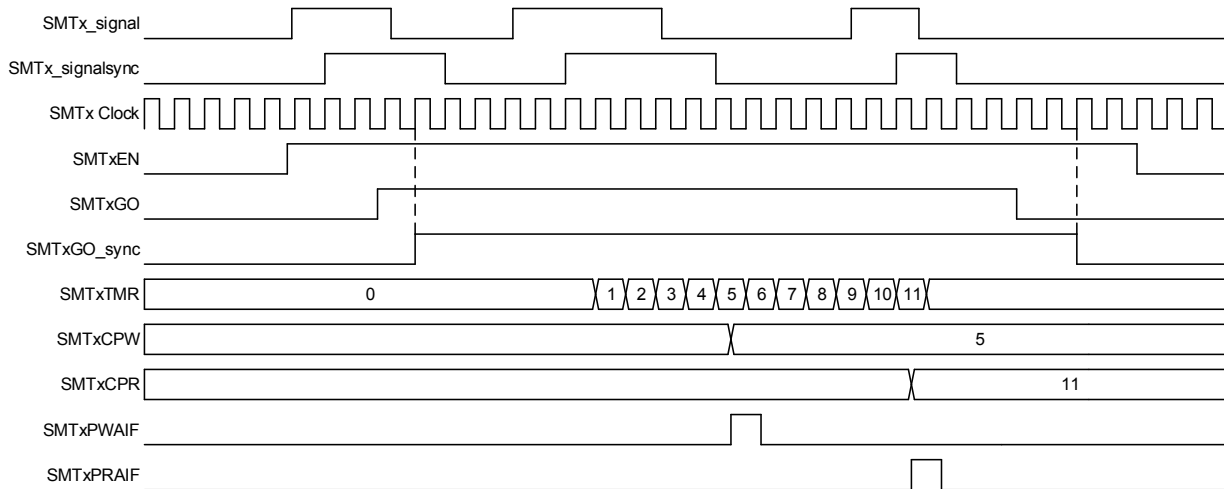 SMTx_signal
SMTx_signalsync
SMTx Clock
SMTxEN
SMTxGO
SMTxGO_sync
SMTxTMR 0 1 2 3 4 5 6 7 8 9 10 11
SMTxCPW 5
SMTxCPR 11
SMTxPWAIF
SMTxPRAIF